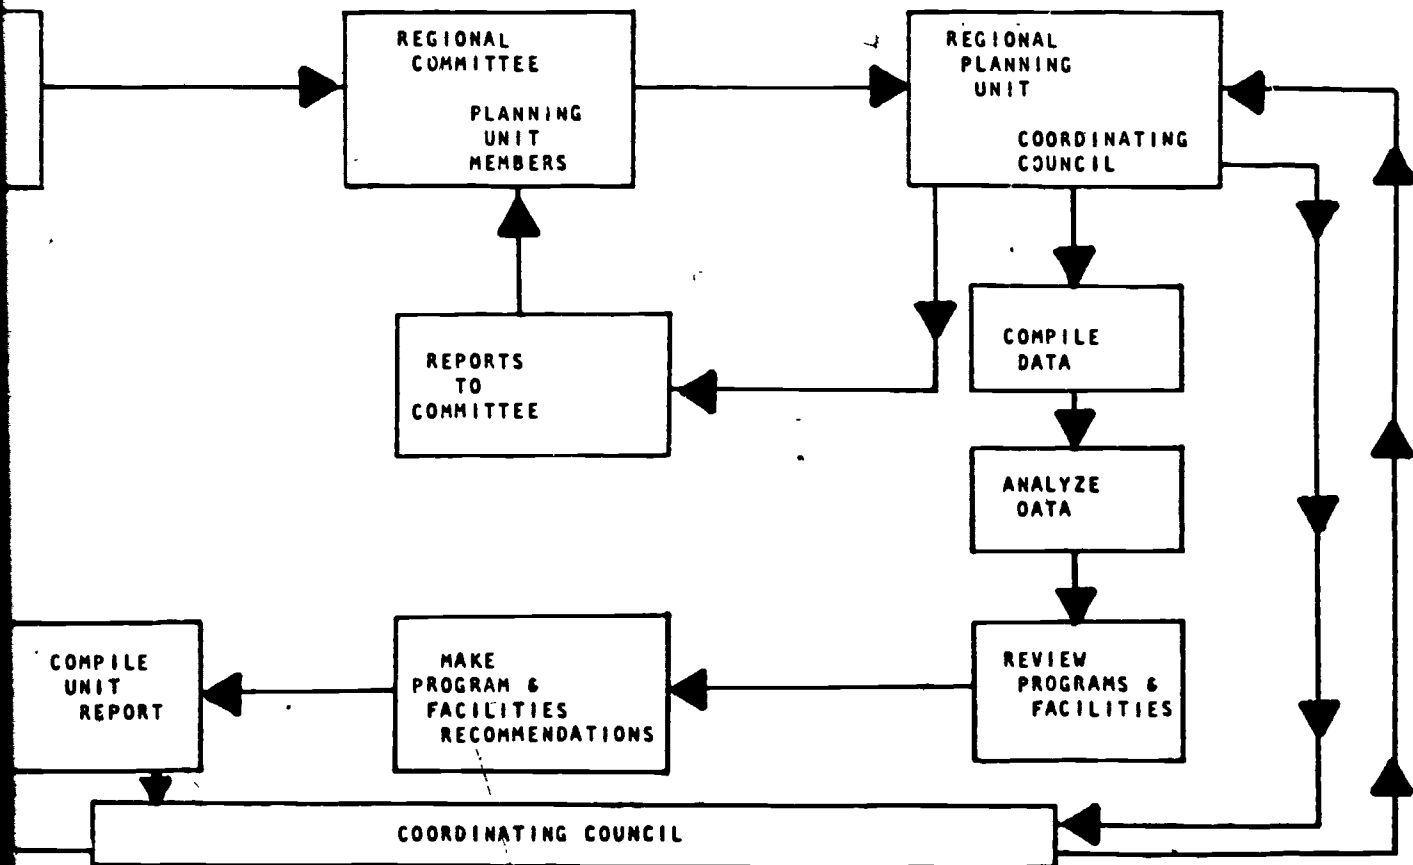 REGIONAL
COMMITTEE
PLANNING
UNIT
MEMBERS
REGIONAL
PLANNING
UNIT
COORDINATING
COUNCIL
REPORTS
TO
COMMITTEE
COMPILE
DATA
ANALYZE
DATA
COMPILE
UNIT
REPORT
MAKE
PROGRAM &
FACILITIES
RECOMMENDATIONS
REVIEW
PROGRAMS &
FACILITIES
COORDINATING COUNCIL